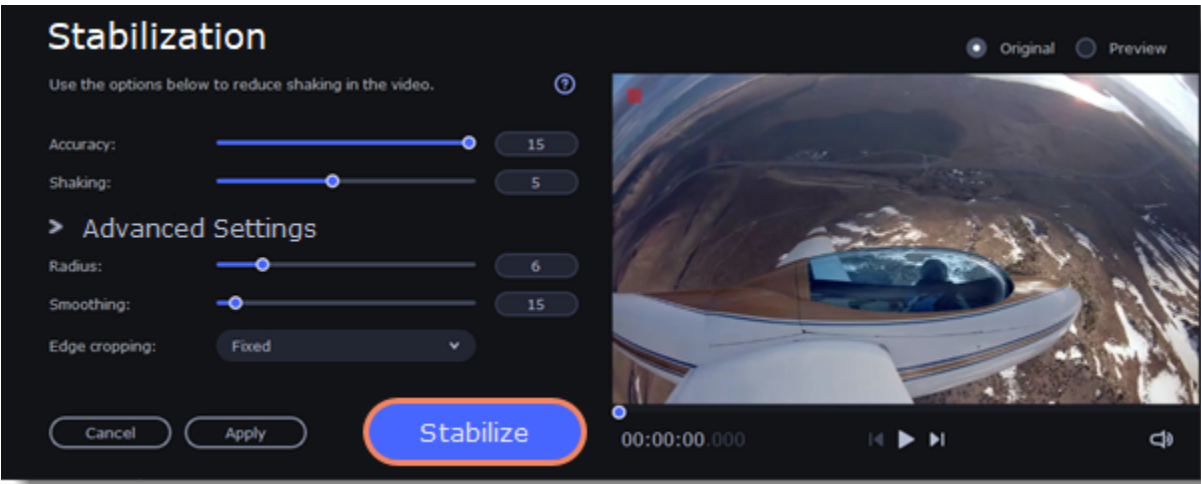 Stabilization
Original Preview
Use the options below to reduce shaking in the video. ?
Accuracy: 15
Shaking: 5
> Advanced Settings
Radius: 6
Smoothing: 15
Edge cropping: Fixed
Cancel Apply Stabilize
00:00:00.000